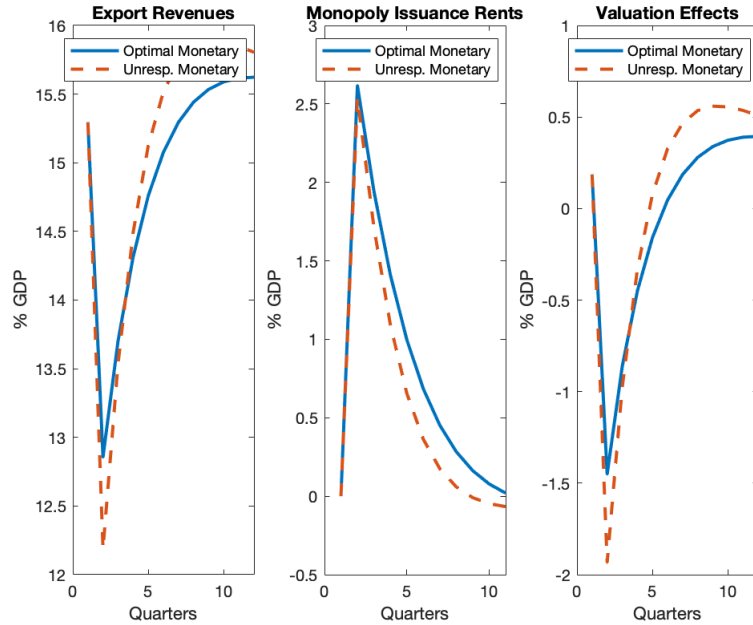 Export Revenues
16
15.5
15
14.5
14
13.5
13
12.5
12
0
5
10
% GDP
Quarters
Optimal Monetary
Unresp. Monetary
Monopoly Issuance Rents
3
2.5
2
1.5
1
0.5
0
-0.5
0
5
10
% GDP
Quarters
Optimal Monetary
Unresp. Monetary
Valuation Effects
1
0.5
0
-0.5
-1
-1.5
-2
0
5
10
% GDP
Quarters
Optimal Monetary
Unresp. Monetary